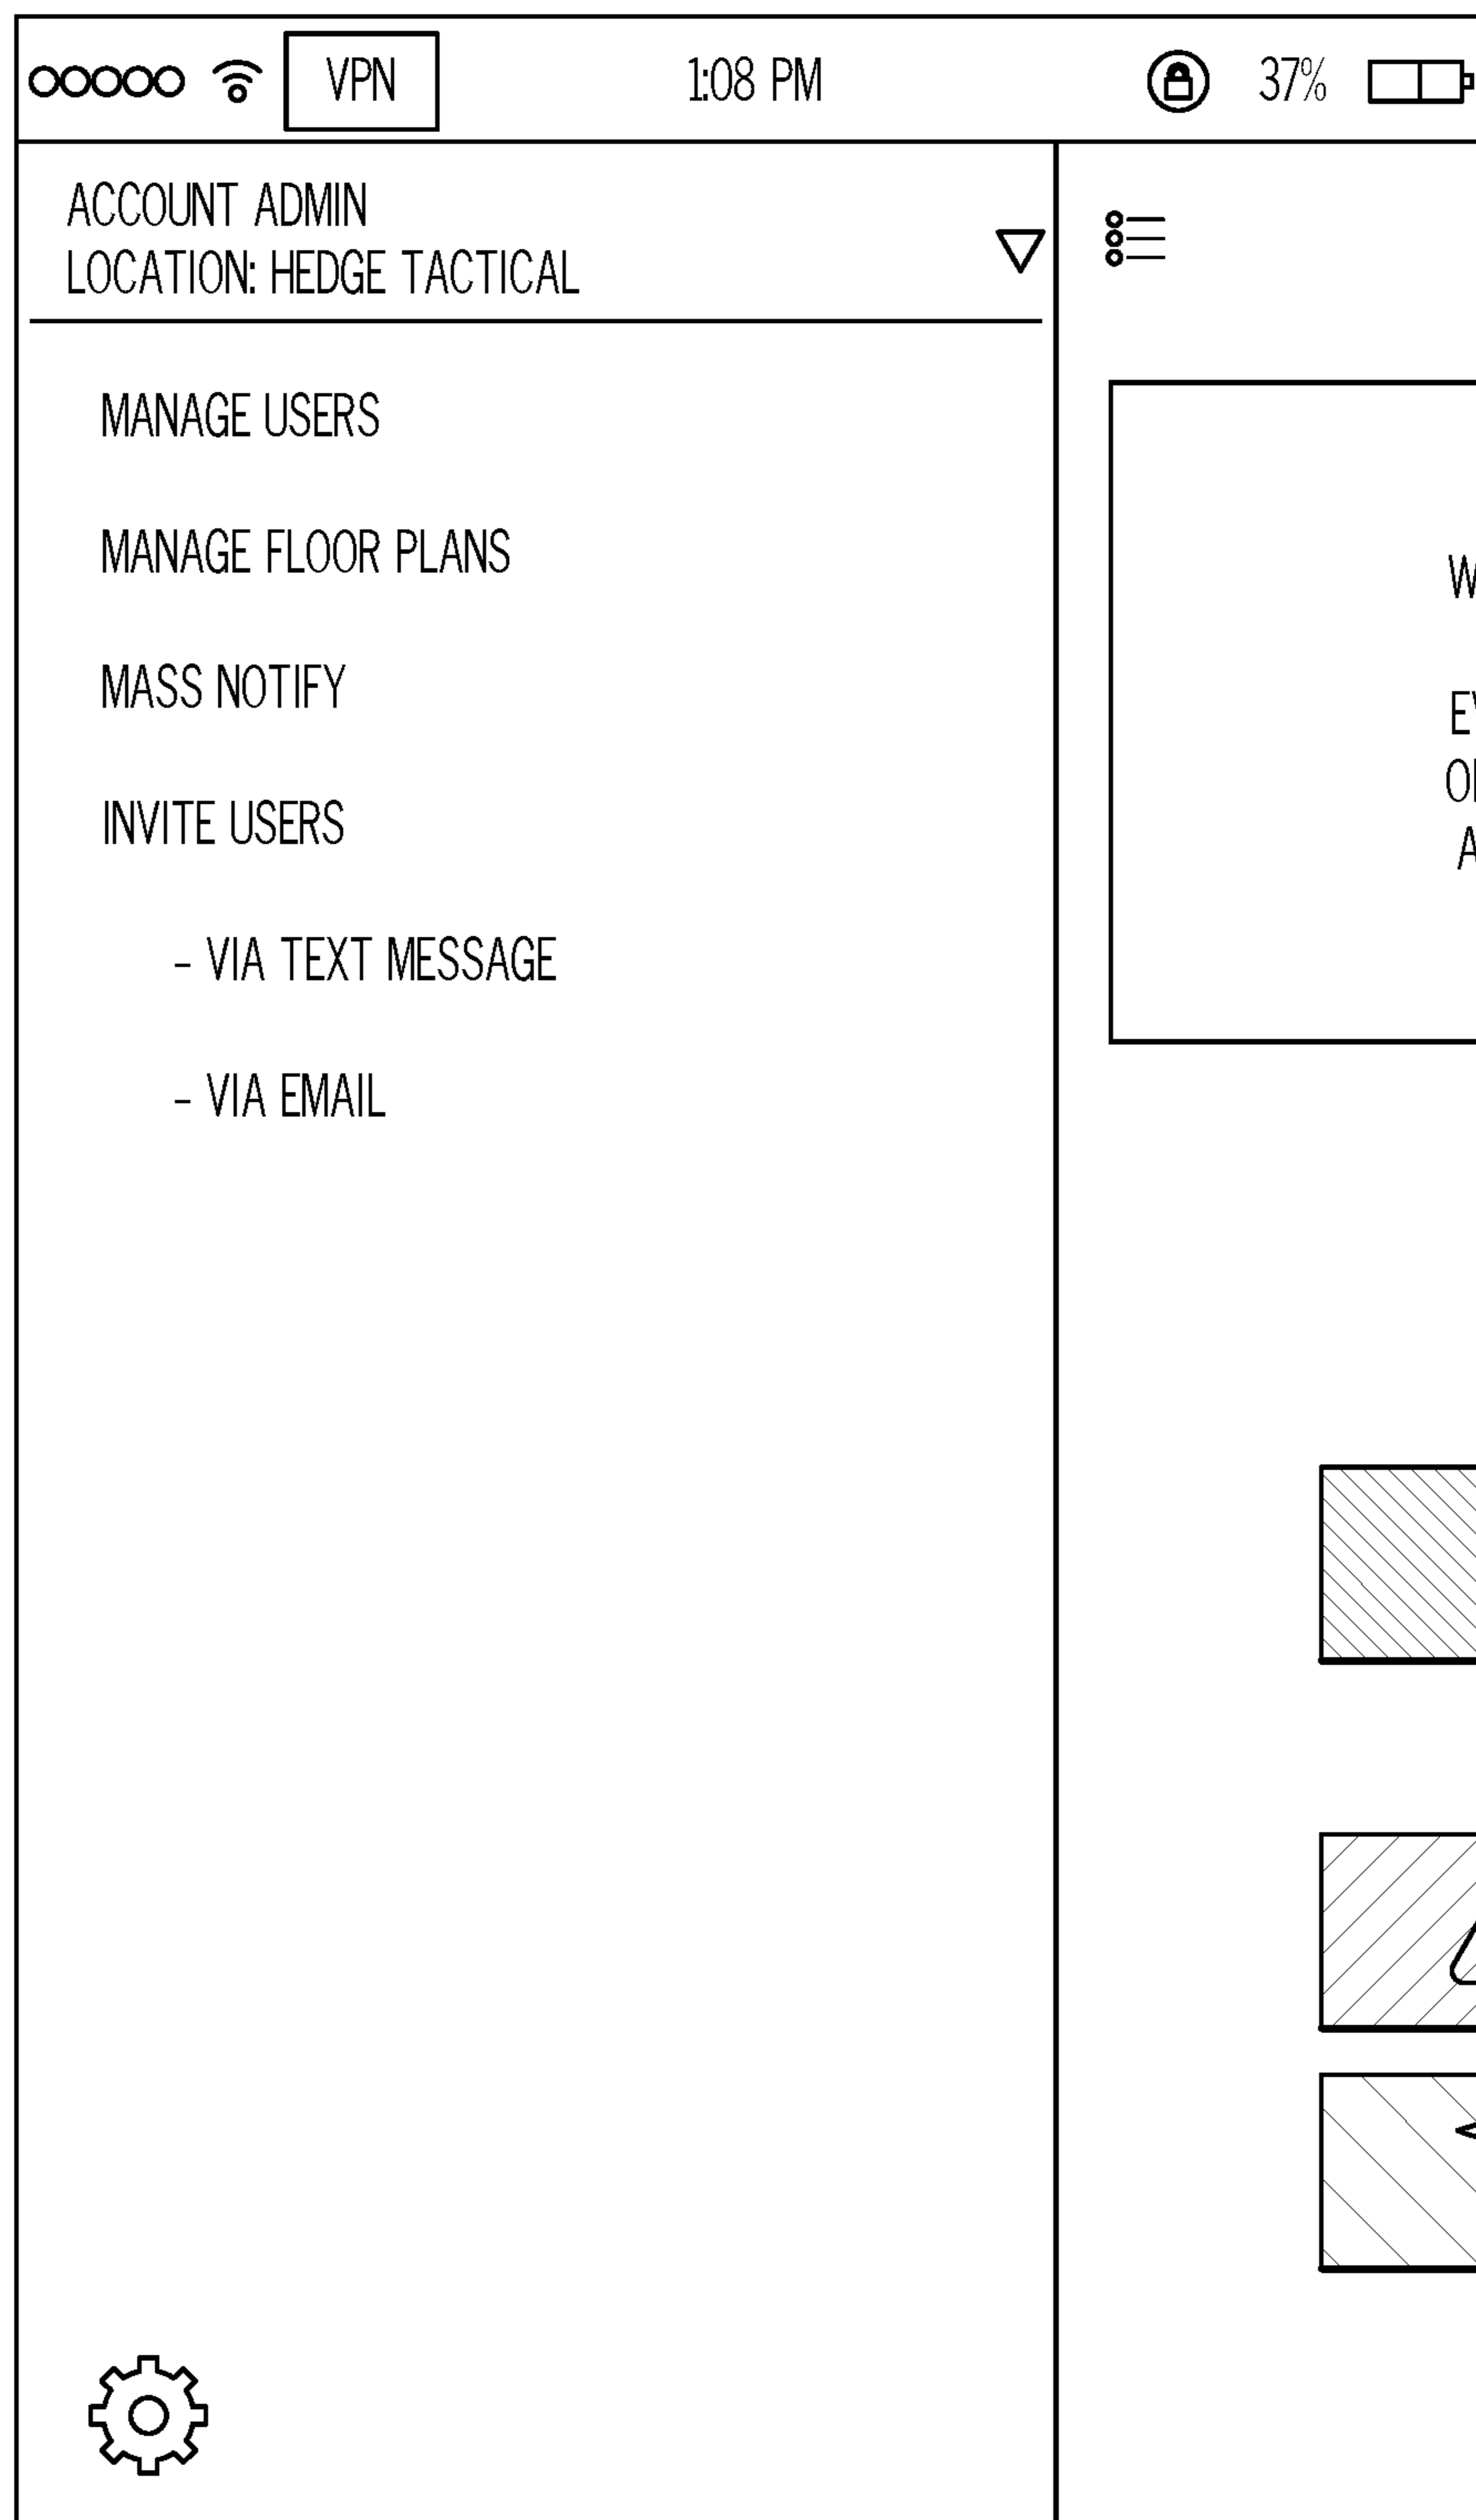 VPN 1:08 PM 37%
ACCOUNT ADMIN
LOCATION: HEDGE TACTICAL
MANAGE USERS
MANAGE FLOOR PLANS
MASS NOTIFY
INVITE USERS
- VIA TEXT MESSAGE
- VIA EMAIL